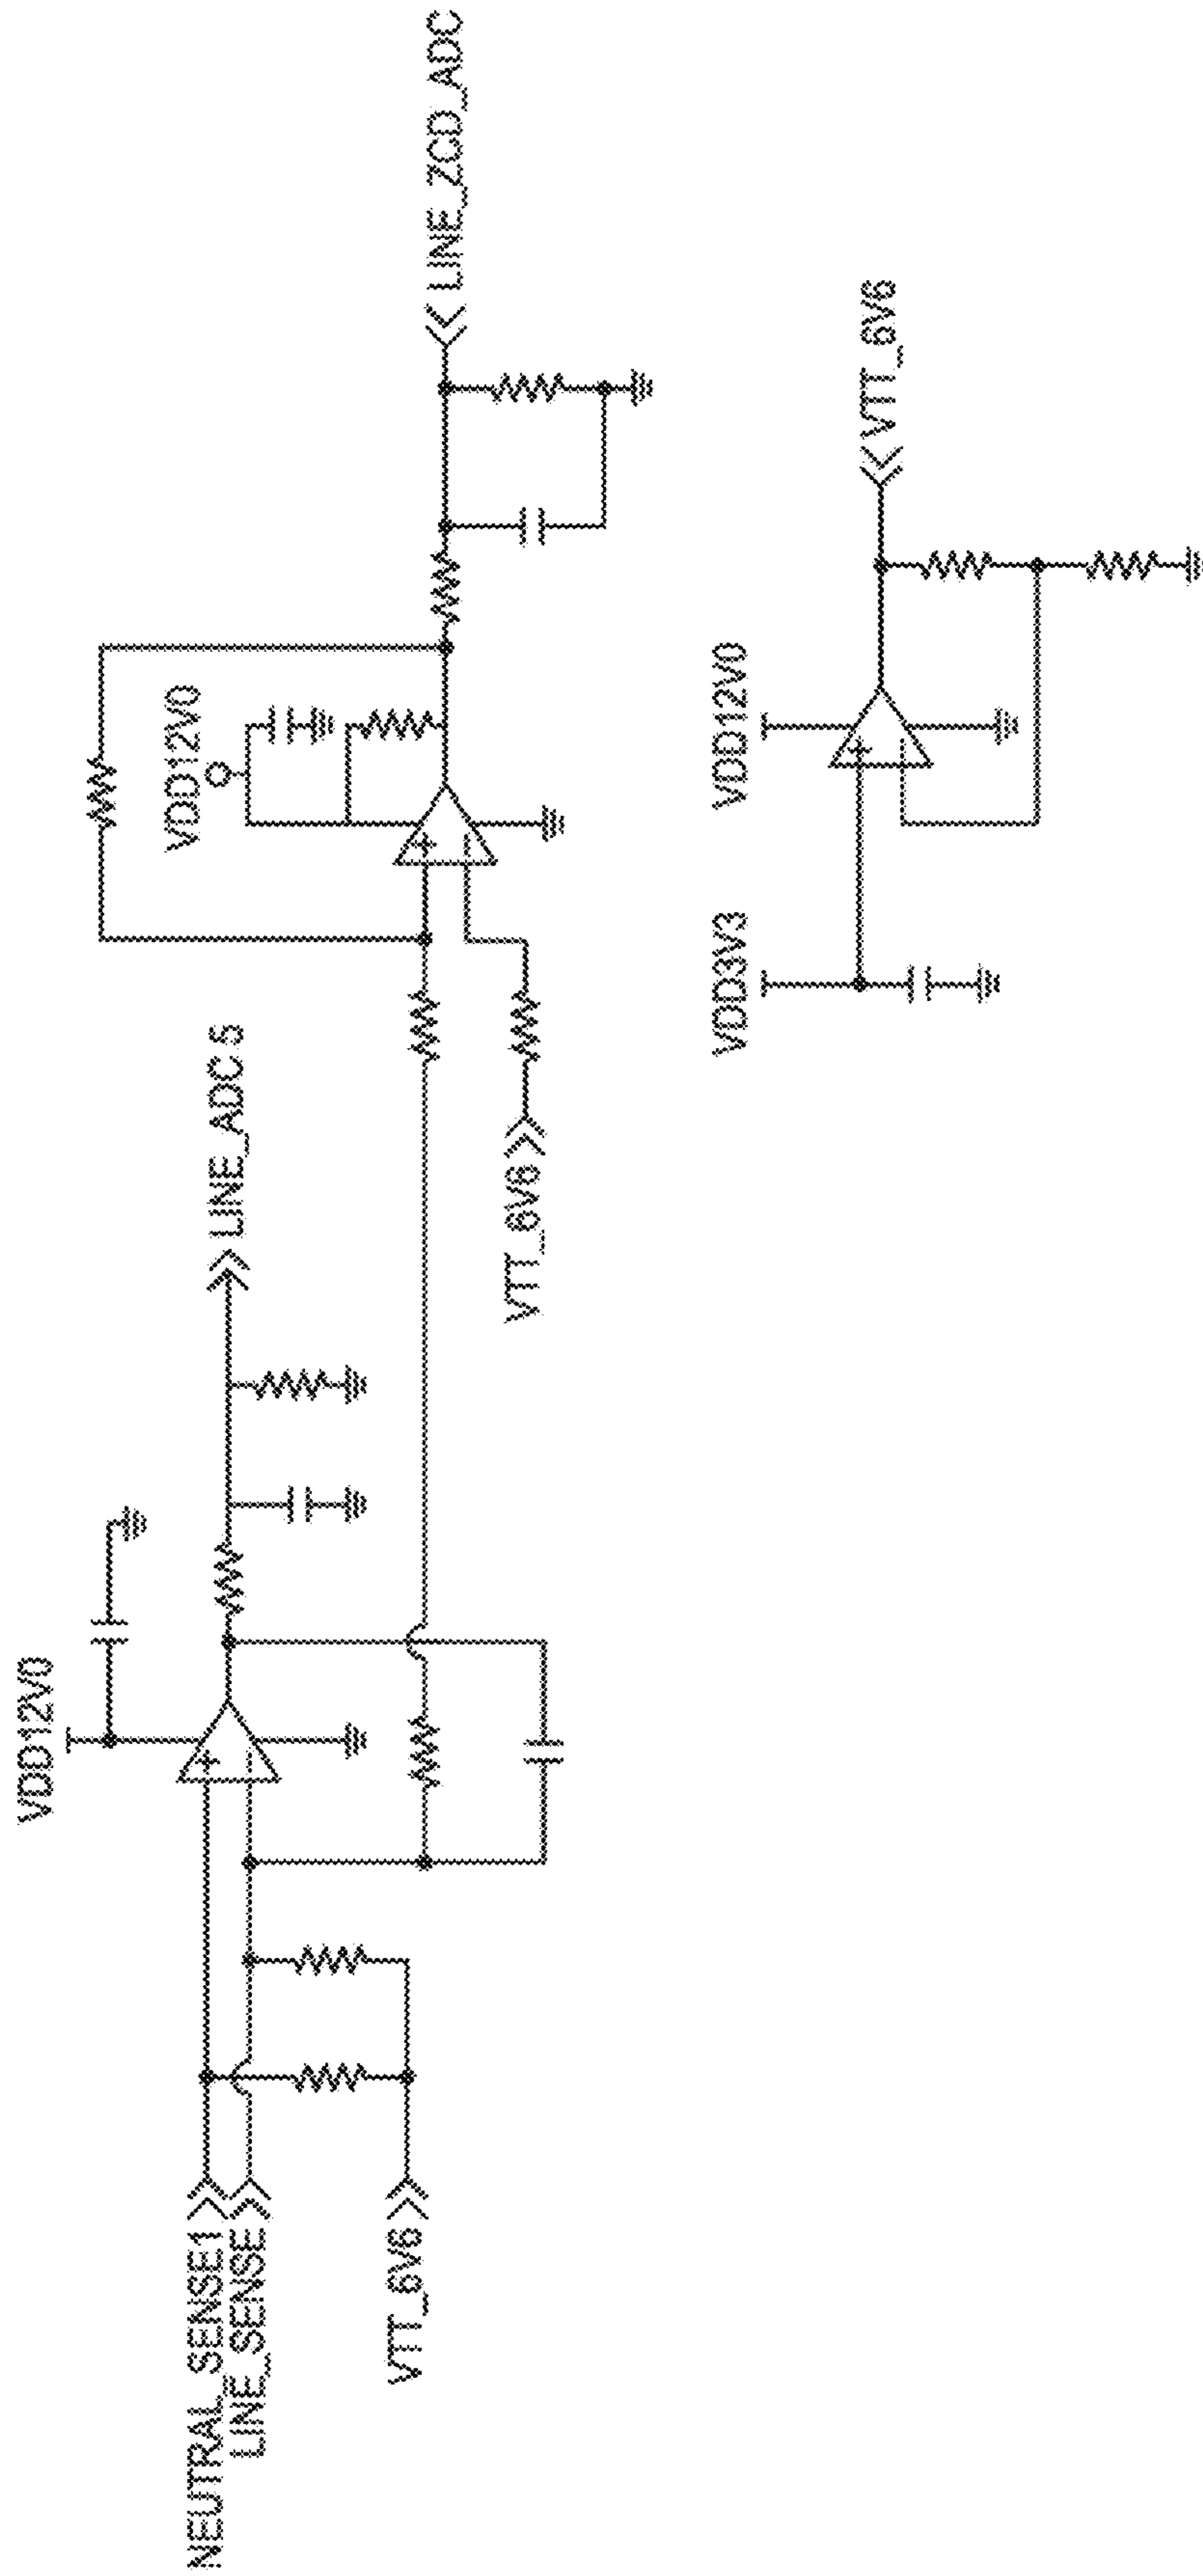 NEUTRAL_SENSE1
LINE_SENSE
VTT_6V6
VDD12V0
LINE_ADC 5
VTT_6V6
VDD12V0
LINE_ZCD_ADC
VDD3V3
VDD12V0
VTT_6V6